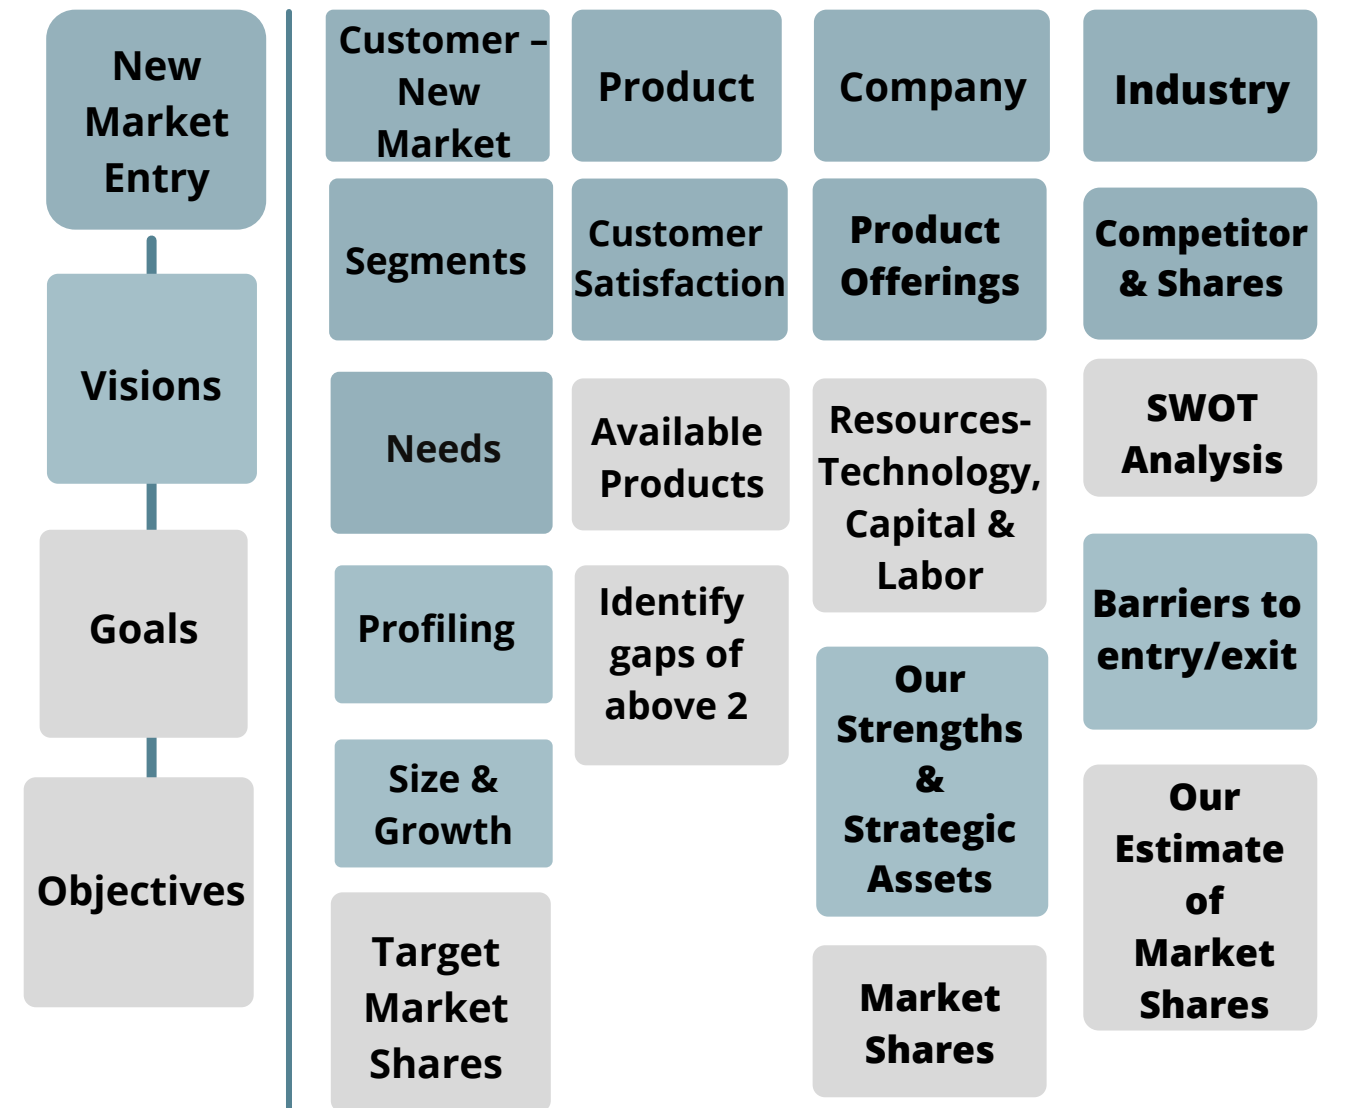 New
Market
Entry
Visions
Goals
Objectives
Customer –
New
Market
Segments
Needs
Profiling
Size &
Growth
Target
Market
Shares
Product
Customer
Satisfaction
Available
Products
Identify
gaps of
above 2
Company
Product
Offerings
Resources-
Technology,
Capital &
Labor
Our
Strengths
&
Strategic
Assets
Market
Shares
Industry
Competitor
& Shares
SWOT
Analysis
Barriers to
entry/exit
Our
Estimate
of
Market
Shares